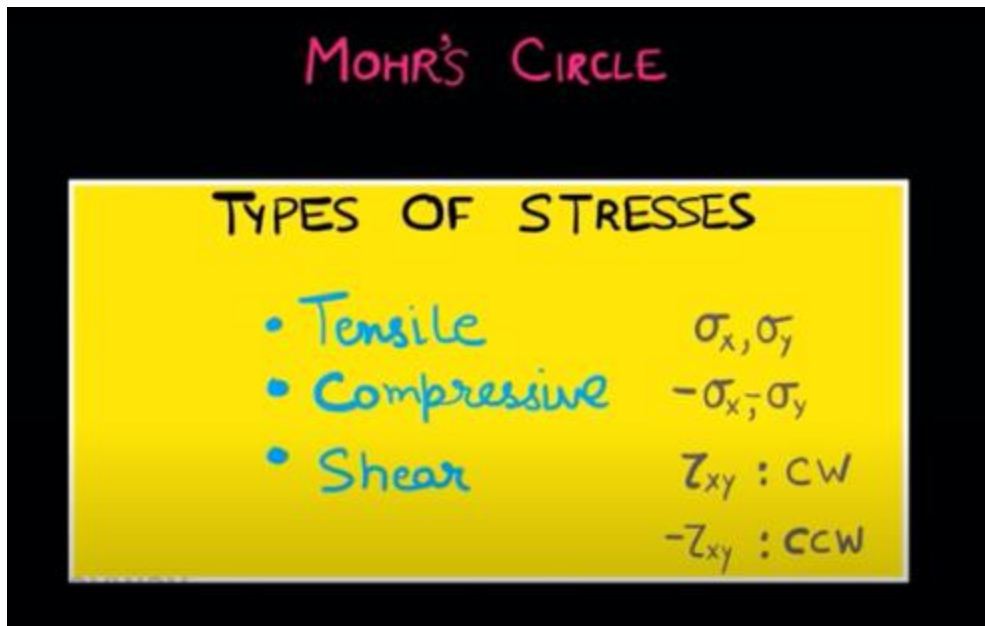 MOHR'S CIRCLE
TYPES OF STRESSES
• Tensile σx, σy
• Compressive -σx, -σy
• Shear τxy : CW
-τxy : CCW